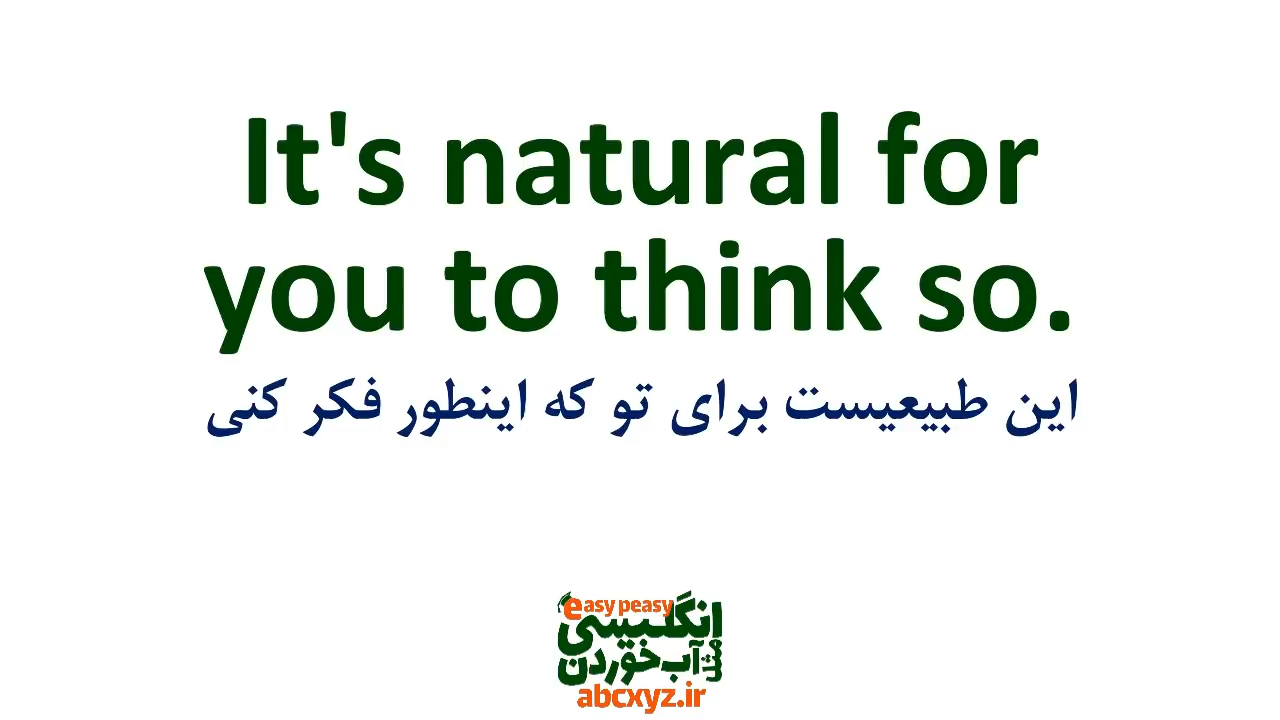 It's natural for
you to think so.
این طبیعیست برای تو که اینطور فکر کنی
easy peasy
انگلیسی
مثل آب خوردن
abcxyz.ir